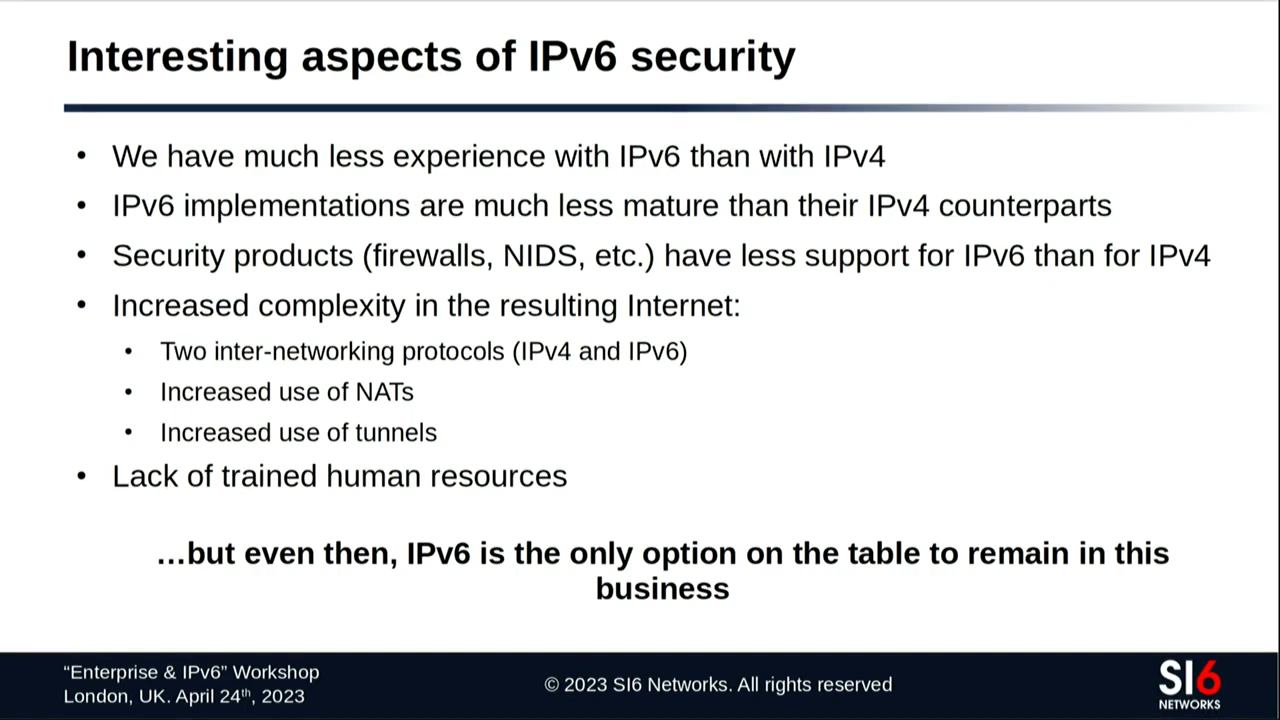 Interesting aspects of IPv6 security
• We have much less experience with IPv6 than with IPv4
• IPv6 implementations are much less mature than their IPv4 counterparts
• Security products (firewalls, NIDS, etc.) have less support for IPv6 than for IPv4
• Increased complexity in the resulting Internet:
• Two inter-networking protocols (IPv4 and IPv6)
• Increased use of NATs
• Increased use of tunnels
• Lack of trained human resources
…but even then, IPv6 is the only option on the table to remain in this
business
“Enterprise & IPv6” Workshop
London, UK. April 24th, 2023
© 2023 SI6 Networks. All rights reserved
SI6
NETWORKS